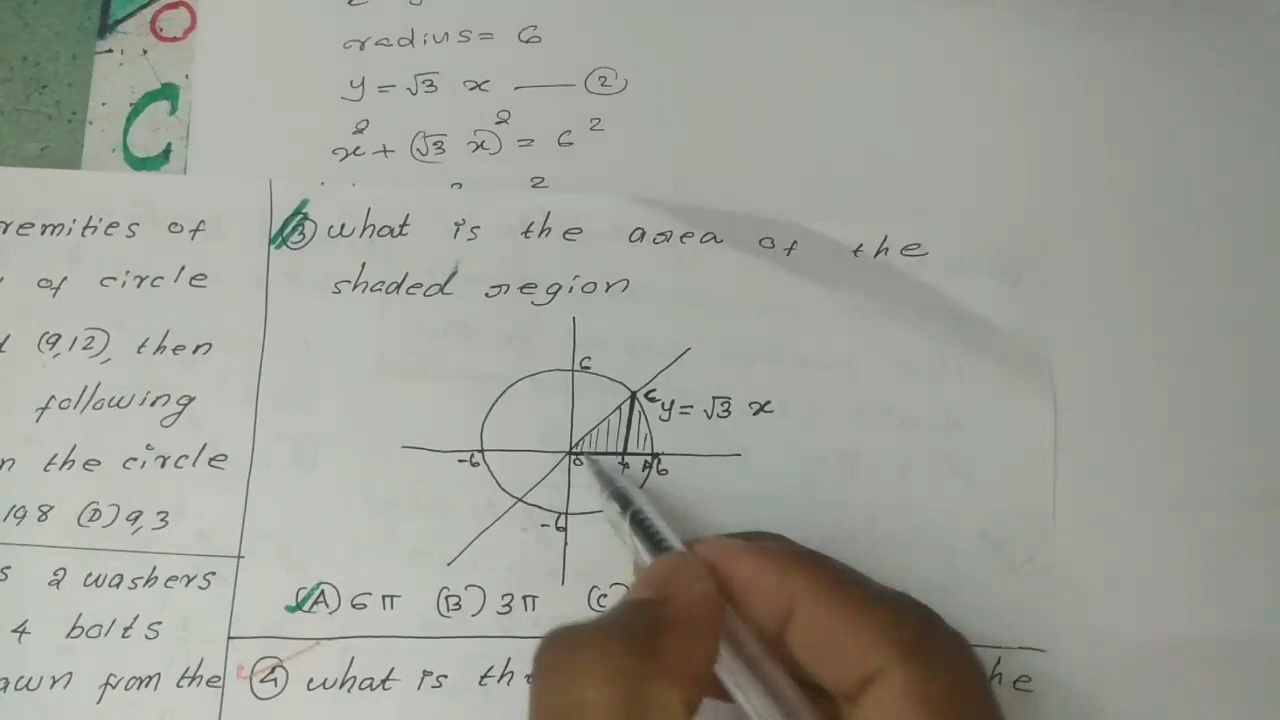 radius = 6
y = √3 x —— ②
x² + (√3 x)² = 6²
2
C
remities of
of circle
(9,12), then
following
n the circle
198 (D) 9,3
s 2 washers
4 bolts
awn from the
③ what is the area of the
shaded region
6
C
y = √3 x
-6
0
6
-6
(A) 6π (B) 3π (C)
④ what is th
he